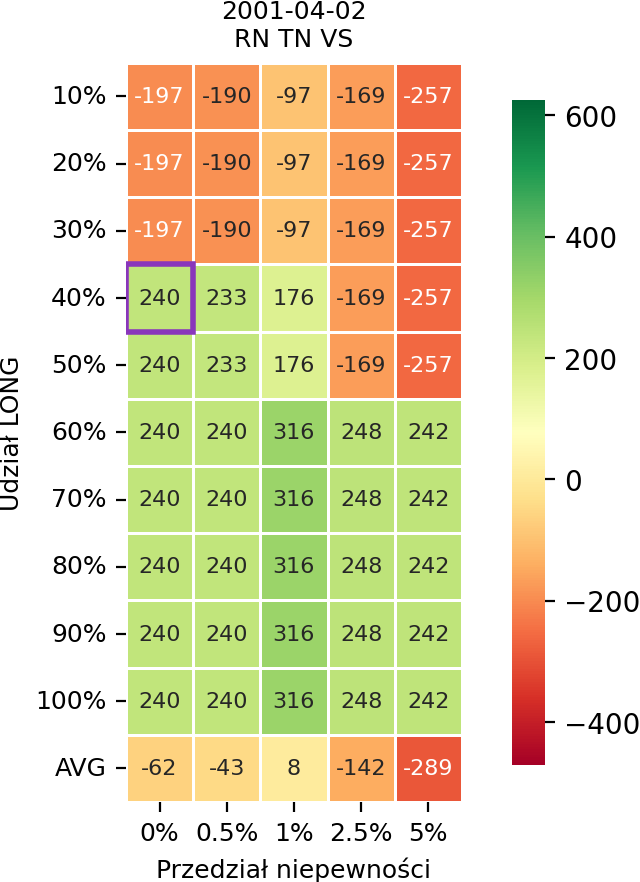 2001-04-02
RN TN VS
10% -197 -190 -97 -169 -257
20% -197 -190 -97 -169 -257
30% -197 -190 -97 -169 -257
40% 240 233 176 -169 -257
50% 240 233 176 -169 -257
60% 240 240 316 248 242
70% 240 240 316 248 242
80% 240 240 316 248 242
90% 240 240 316 248 242
100% 240 240 316 248 242
AVG -62 -43 8 -142 -289
0% 0.5% 1% 2.5% 5%
Przedział niepewności
Udział LONG
600
400
200
0
−200
−400